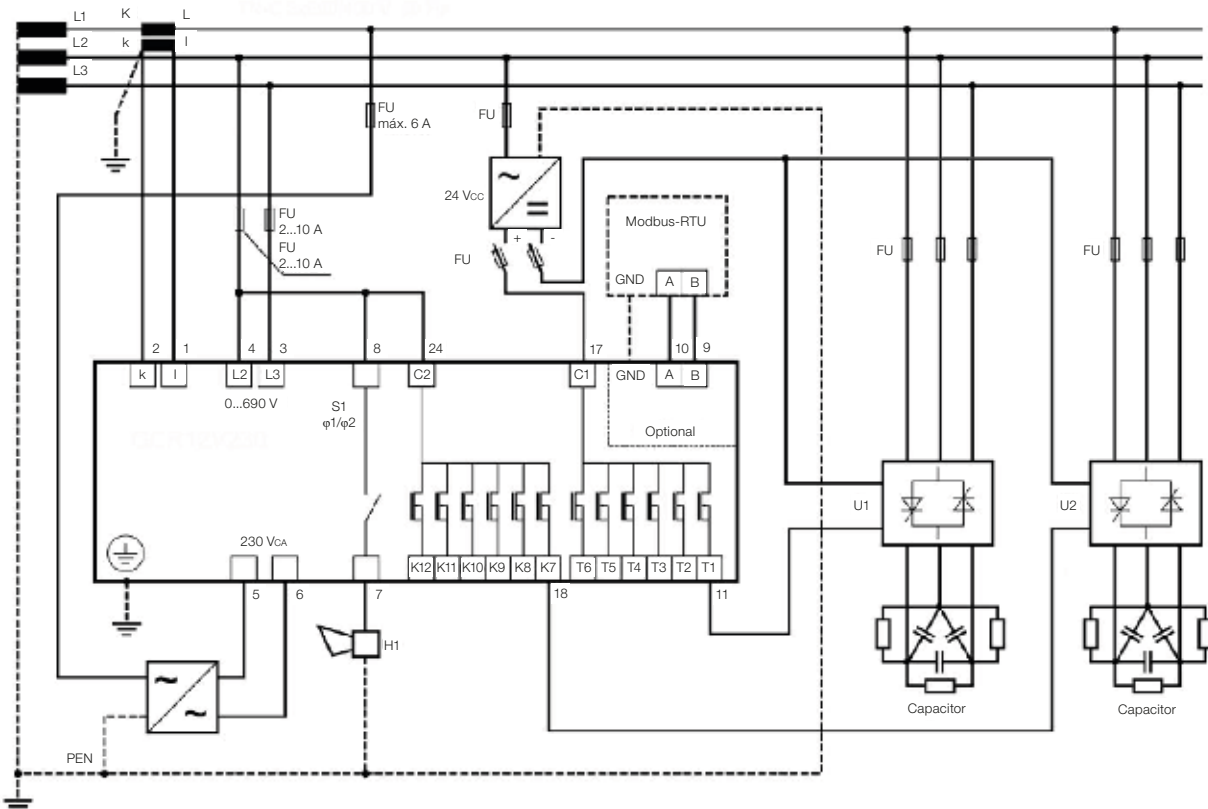 L1 K L
L2 k l
L3
FU
máx. 6 A
FU
24 Vcc
+ -
FU
Modbus-RTU
GND A B
FU
2...10 A
FU
2...10 A
FU
FU
2 1 4 3 8 24 17 10 9
k l L2 L3 C2 C1 GND A B
0...690 V
S1
φ1/φ2
Optional
U1
U2
230 VCA
K12 K11 K10 K9 K8 K7 T6 T5 T4 T3 T2 T1
5 6 7 18 11
H1
Capacitor
Capacitor
PEN